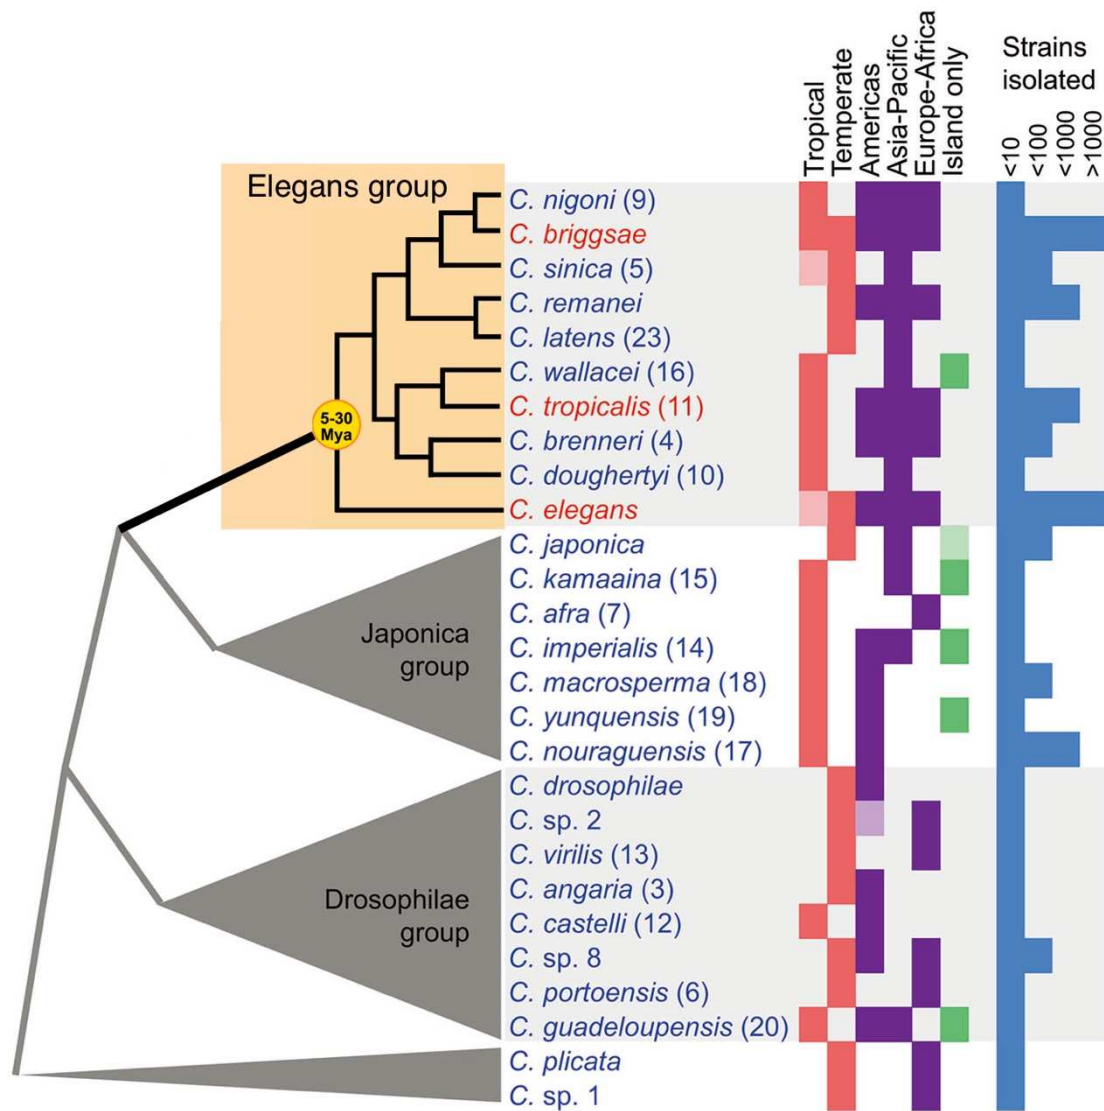 Tropical
Temperate
Americas
Asia-Pacific
Europe-Africa
Island only
Strains
isolated
<10
<100
<1000
>1000
Elegans group
5-30
Mya
C. nigoni (9)
C. briggsae
C. sinica (5)
C. remanei
C. latens (23)
C. wallacei (16)
C. tropicalis (11)
C. brenneri (4)
C. doughertyi (10)
C. elegans
Japonica
group
C. japonica
C. kamaaina (15)
C. afra (7)
C. imperialis (14)
C. macrosperma (18)
C. yunquensis (19)
C. nouraguensis (17)
Drosophilae
group
C. drosophilae
C. sp. 2
C. virilis (13)
C. angaria (3)
C. castelli (12)
C. sp. 8
C. portoensis (6)
C. guadeloupensis (20)
C. plicata
C. sp. 1